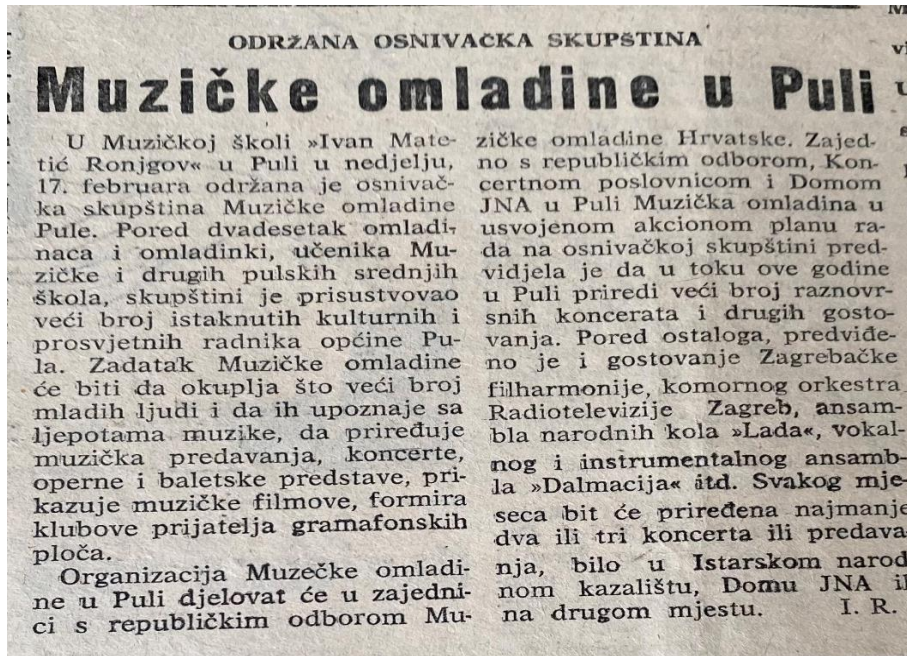 ODRŽANA OSNIVAČKA SKUPŠTINA
Muzičke omladine u Puli
U Muzičkoj školi »Ivan Mate-
tić Ronjgov« u Puli u nedjelju,
17. februara održana je osnivač-
ka skupština Muzičke omladine
Pule. Pored dvadesetak omladi-
naca i omladinki, učenika Mu-
zičke i drugih pulskih srednjih
škola, skupštini je prisustvovao
veći broj istaknutih kulturnih i
prosvjetnih radnika općine Pu-
la. Zadatak Muzičke omladine
će biti da okuplja što veći broj
mladih ljudi i da ih upoznaje sa
ljepotama muzike, da priređuje
muzička predavanja, koncerte,
operne i baletske predstave, pri-
kazuje muzičke filmove, formira
klubove prijatelja gramafonskih
ploča.
Organizacija Muzečke omladi-
ne u Puli djelovat će u zajedni-
ci s republičkim odborom Mu-
zičke omladine Hrvatske. Zajed-
no s republičkim odborom, Kon-
certnom poslovnicom i Domom
JNA u Puli Muzička omladina u
usvojenom akcionom planu ra-
da na osnivačkoj skupštini pred-
vidjela je da u toku ove godine
u Puli priredi veći broj raznovr-
snih koncerata i drugih gosto-
vanja. Pored ostaloga, predviđe-
no je i gostovanje Zagrebačke
filharmonije, komornog orkestra
Radiotelevizije Zagreb, ansam-
bla narodnih kola »Lada«, vokal-
nog i instrumentalnog ansamb-
la »Dalmacija« itd. Svakog mje-
seca bit će priređena najmanje
dva ili tri koncerta ili predava
nja, bilo u Istarskom narod
nom kazalištu, Domu JNA il
na drugom mjestu. I. R.